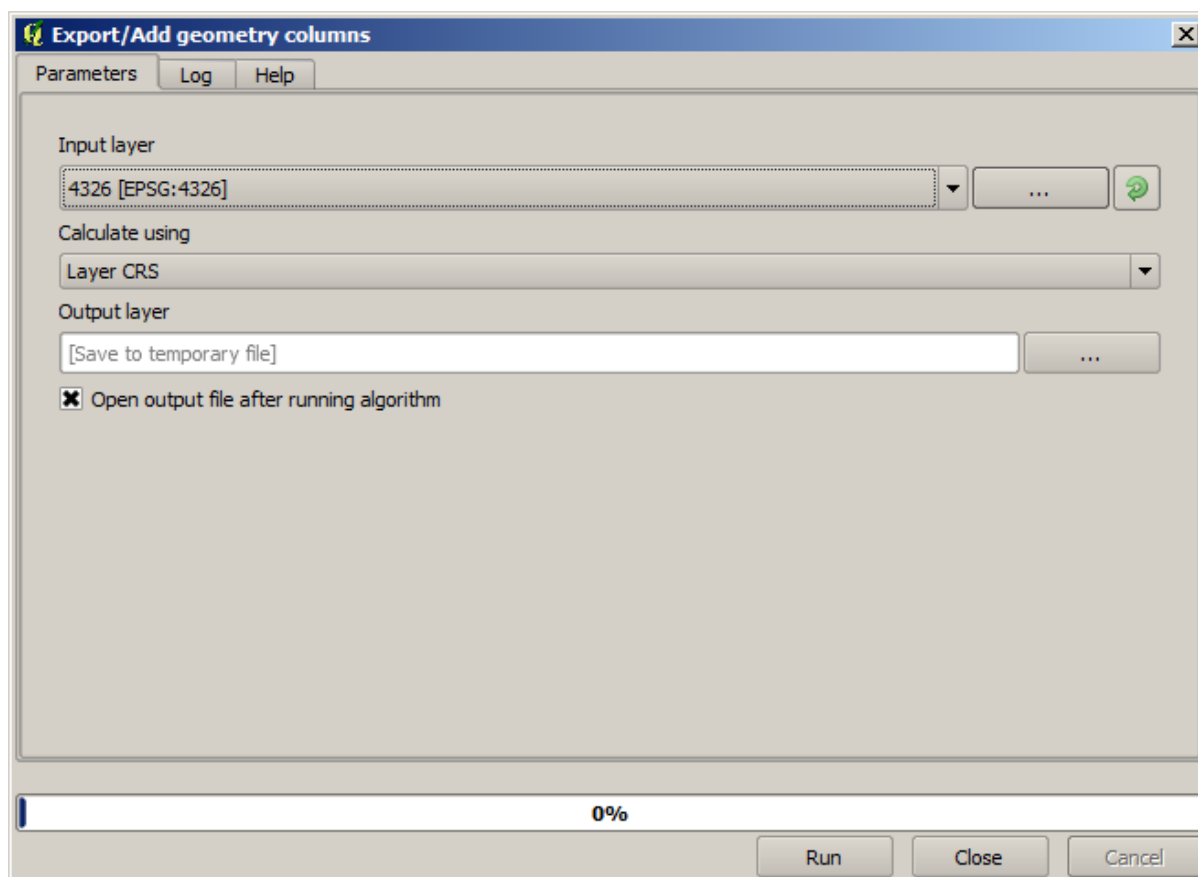 Export/Add geometry columns
Parameters Log Help
Input layer
4326 [EPSG:4326] ...
Calculate using
Layer CRS
Output layer
[Save to temporary file] ...
Open output file after running algorithm
0%
Run Close Cancel